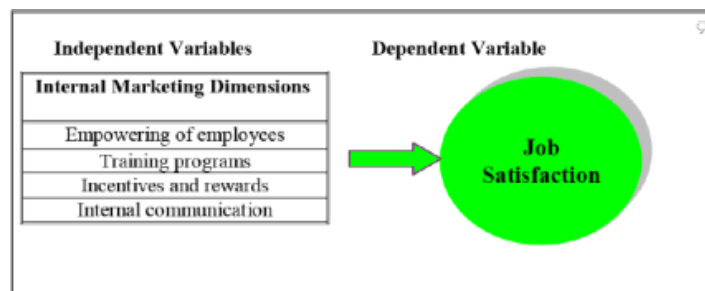 Independent Variables
Dependent Variable
Internal Marketing Dimensions
Empowering of employees
Training programs
Incentives and rewards
Internal communication
Job
Satisfaction